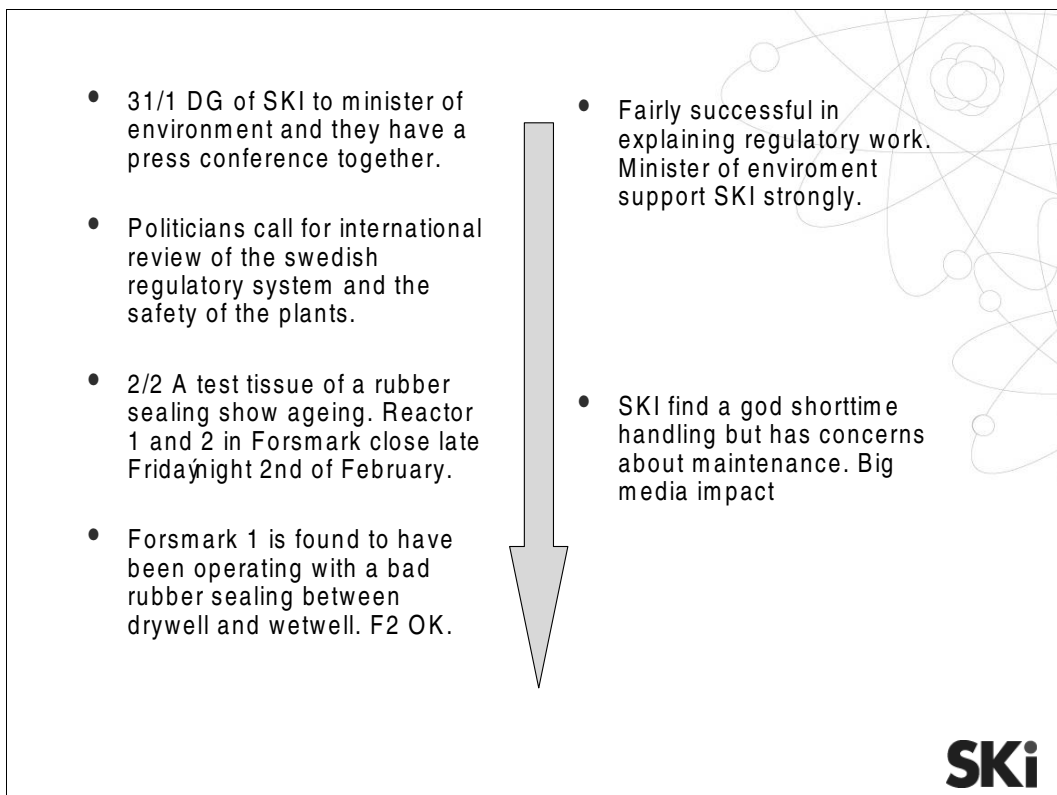 • 31/1 DG of SKI to minister of
environment and they have a
press conference together.
• Politicians call for international
review of the swedish
regulatory system and the
safety of the plants.
• 2/2 A test tissue of a rubber
sealing show ageing. Reactor
1 and 2 in Forsmark close late
Fridaýnight 2nd of February.
• Forsmark 1 is found to have
been operating with a bad
rubber sealing between
drywell and wetwell. F2 OK.
• Fairly successful in
explaining regulatory work.
Minister of enviroment
support SKI strongly.
• SKI find a god shorttime
handling but has concerns
about maintenance. Big
media impact
SKi